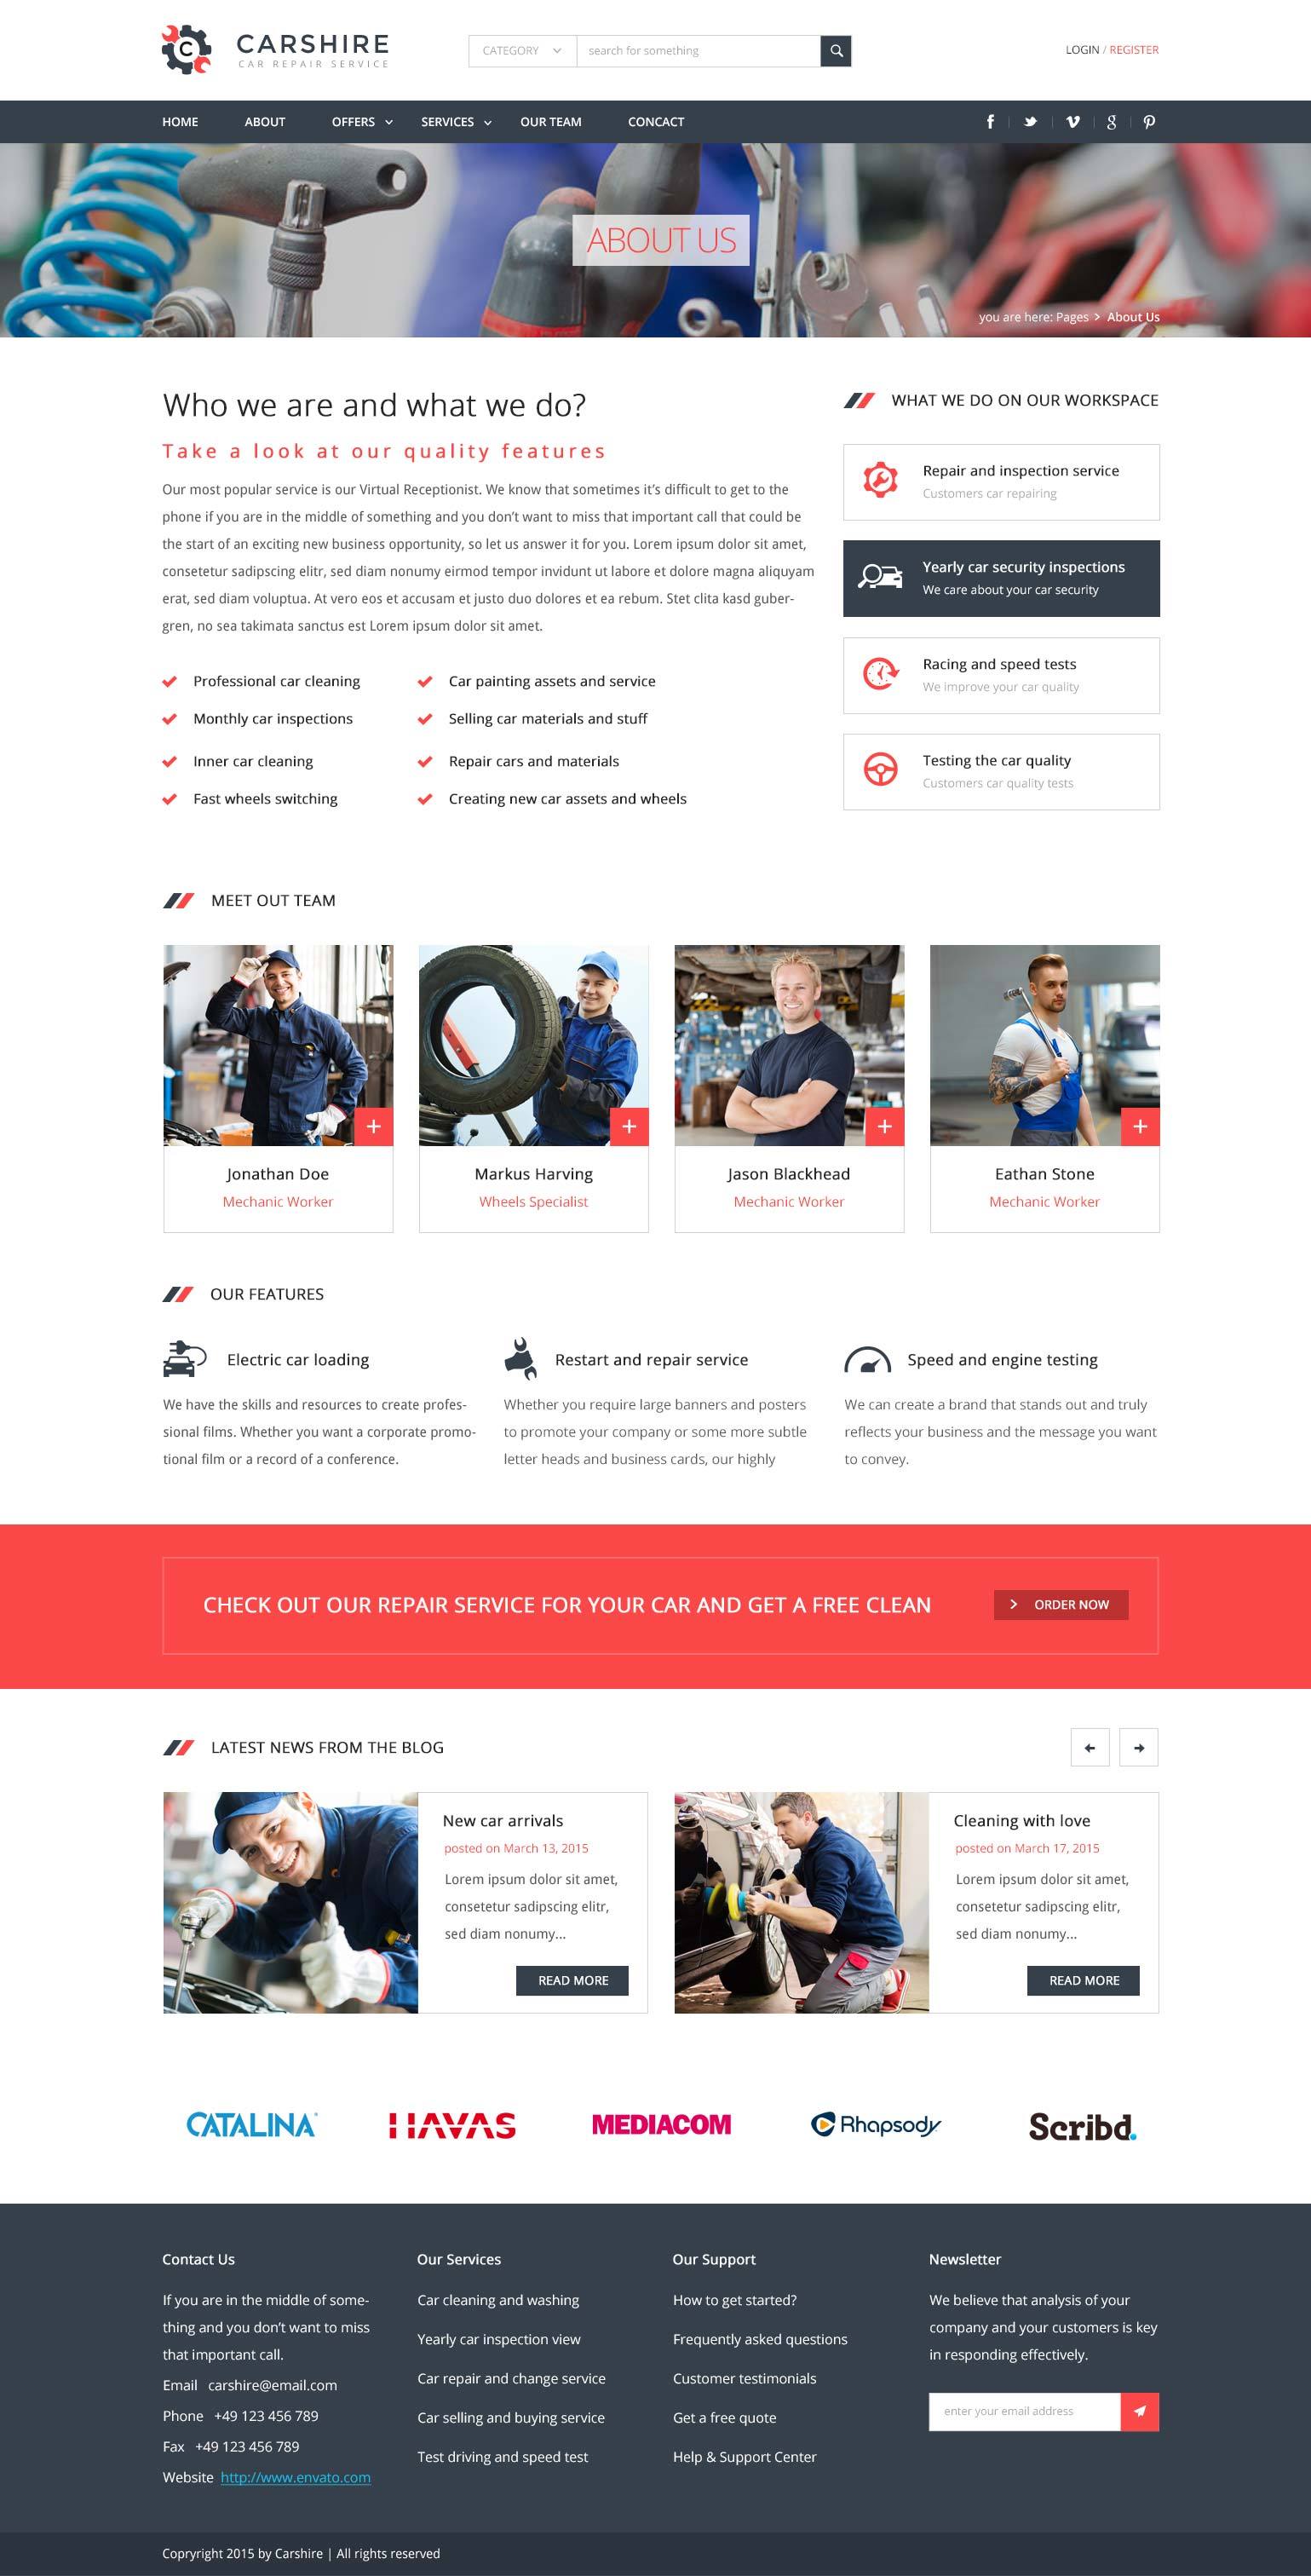 C
CARSHIRE
CAR REPAIR SERVICE
CATEGORY
search for something
LOGIN / REGISTER
HOME ABOUT OFFERS SERVICES OUR TEAM CONCACT
ABOUT US
you are here: Pages > About Us
Who we are and what we do?
Take a look at our quality features
Our most popular service is our Virtual Receptionist. We know that sometimes it’s difficult to get to the
phone if you are in the middle of something and you don’t want to miss that important call that could be
the start of an exciting new business opportunity, so let us answer it for you. Lorem ipsum dolor sit amet,
consetetur sadipscing elitr, sed diam nonumy eirmod tempor invidunt ut labore et dolore magna aliquyam
erat, sed diam voluptua. At vero eos et accusam et justo duo dolores et ea rebum. Stet clita kasd guber-
gren, no sea takimata sanctus est Lorem ipsum dolor sit amet.
Professional car cleaning
Car painting assets and service
Monthly car inspections
Selling car materials and stuff
Inner car cleaning
Repair cars and materials
Fast wheels switching
Creating new car assets and wheels
WHAT WE DO ON OUR WORKSPACE
Repair and inspection service
Customers car repairing
Yearly car security inspections
We care about your car security
Racing and speed tests
We improve your car quality
Testing the car quality
Customers car quality tests
MEET OUT TEAM
Jonathan Doe
Mechanic Worker
Markus Harving
Wheels Specialist
Jason Blackhead
Mechanic Worker
Eathan Stone
Mechanic Worker
OUR FEATURES
Electric car loading
We have the skills and resources to create profes-
sional films. Whether you want a corporate promo-
tional film or a record of a conference.
Restart and repair service
Whether you require large banners and posters
to promote your company or some more subtle
letter heads and business cards, our highly
Speed and engine testing
We can create a brand that stands out and truly
reflects your business and the message you want
to convey.
CHECK OUT OUR REPAIR SERVICE FOR YOUR CAR AND GET A FREE CLEAN
> ORDER NOW
LATEST NEWS FROM THE BLOG
New car arrivals
posted on March 13, 2015
Lorem ipsum dolor sit amet,
consetetur sadipscing elitr,
sed diam nonumy...
READ MORE
Cleaning with love
posted on March 17, 2015
Lorem ipsum dolor sit amet,
consetetur sadipscing elitr,
sed diam nonumy...
READ MORE
CATALINA
HAVAS
MEDIACOM
Rhapsody
Scribd.
Contact Us
If you are in the middle of some-
thing and you don’t want to miss
that important call.
Email carshire@email.com
Phone +49 123 456 789
Fax +49 123 456 789
Website http://www.envato.com
Our Services
Car cleaning and washing
Yearly car inspection view
Car repair and change service
Car selling and buying service
Test driving and speed test
Our Support
How to get started?
Frequently asked questions
Customer testimonials
Get a free quote
Help & Support Center
Newsletter
We believe that analysis of your
company and your customers is key
in responding effectively.
enter your email address
Copryright 2015 by Carshire | All rights reserved